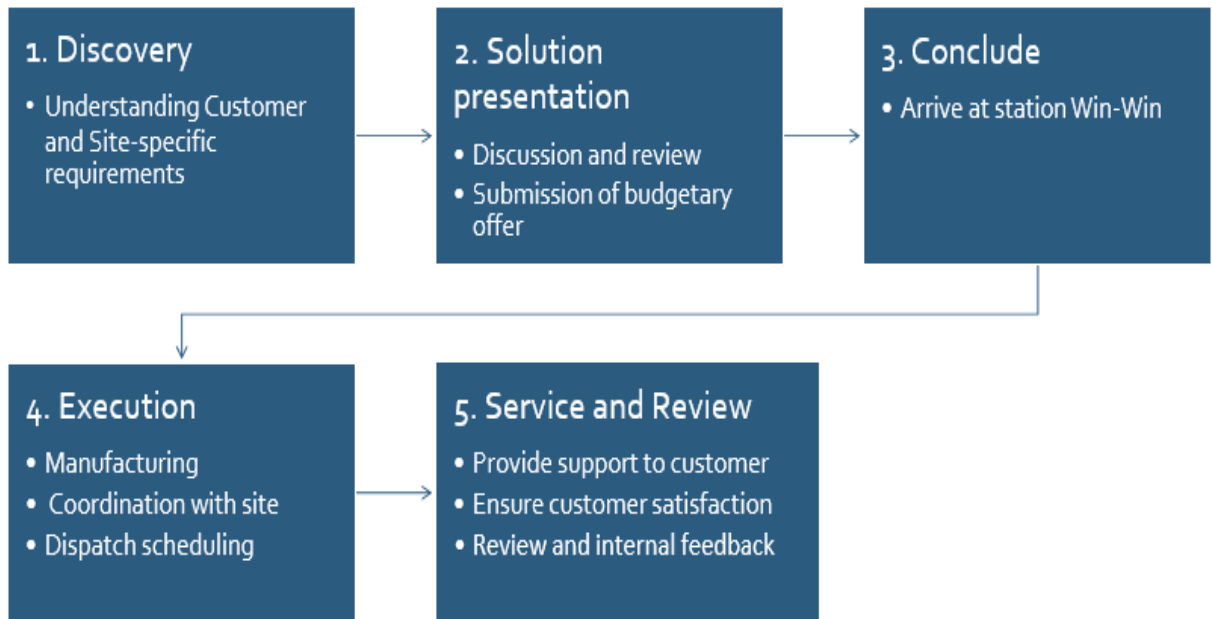 1. Discovery
• Understanding Customer
and Site-specific
requirements
2. Solution
presentation
• Discussion and review
• Submission of budgetary
offer
3. Conclude
• Arrive at station Win-Win
4. Execution
• Manufacturing
• Coordination with site
• Dispatch scheduling
5. Service and Review
• Provide support to customer
• Ensure customer satisfaction
• Review and internal feedback